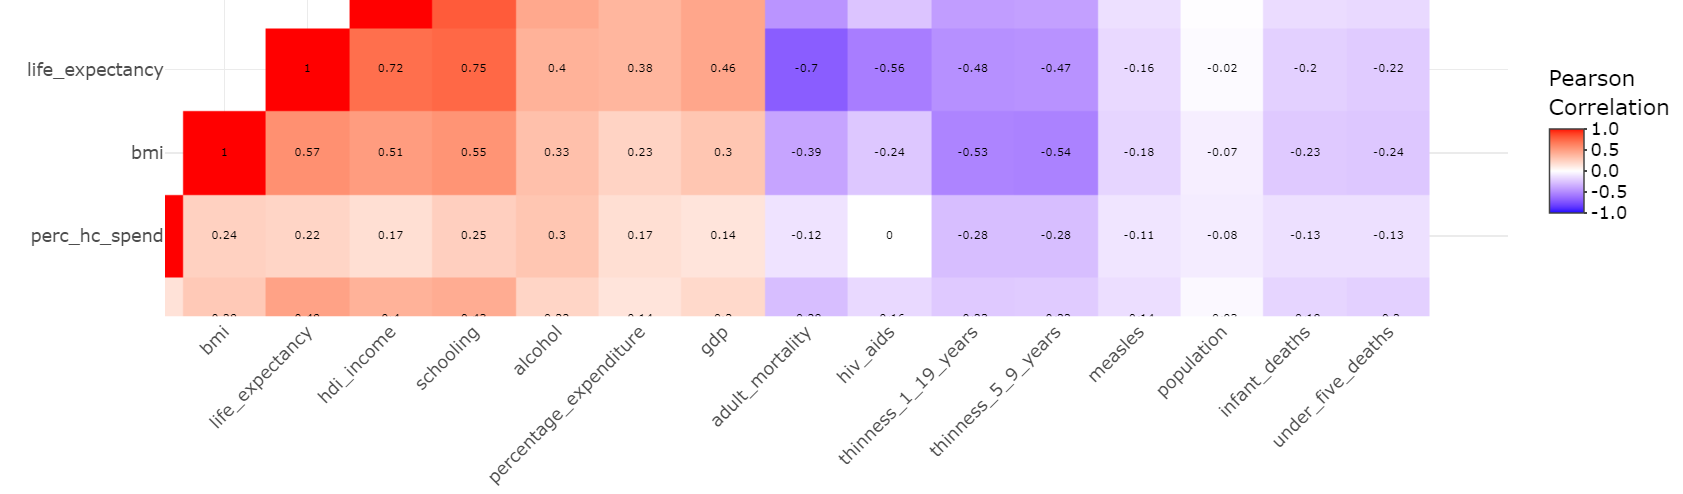 life_expectancy 1 0.72 0.75 0.4 0.38 0.46 -0.7 -0.56 -0.48 -0.47 -0.16 -0.02 -0.2 -0.22
bmi 1 0.57 0.51 0.55 0.33 0.23 0.3 -0.39 -0.24 -0.53 -0.54 -0.18 -0.07 -0.23 -0.24
perc_hc_spend 0.24 0.22 0.17 0.25 0.3 0.17 0.14 -0.12 0 -0.28 -0.28 -0.11 -0.08 -0.13 -0.13
bmi life_expectancy hdi_income schooling alcohol percentage_expenditure gdp adult_mortality hiv_aids thinness_1_19_years thinness_5_9_years measles population infant_deaths under_five_deaths
Pearson
Correlation
1.0
0.5
0.0
-0.5
-1.0